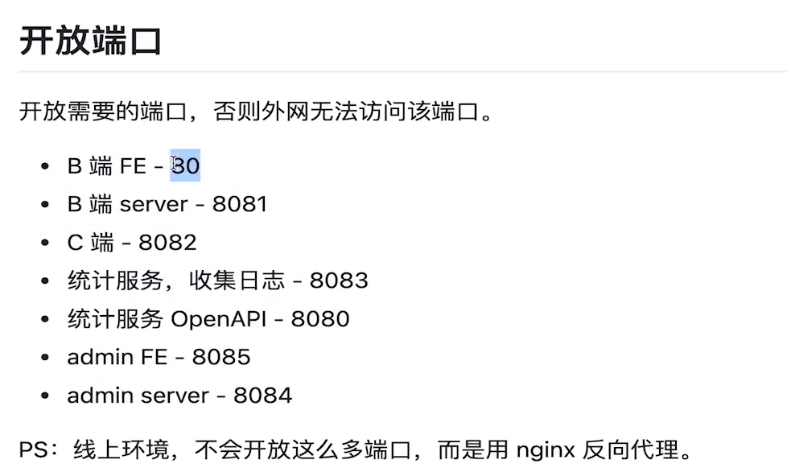 开放端口
开放需要的端口，否则外网无法访问该端口。
• B 端 FE - 80
• B 端 server - 8081
• C 端 - 8082
• 统计服务，收集日志 - 8083
• 统计服务 OpenAPI - 8080
• admin FE - 8085
• admin server - 8084
PS：线上环境，不会开放这么多端口，而是用 nginx 反向代理。